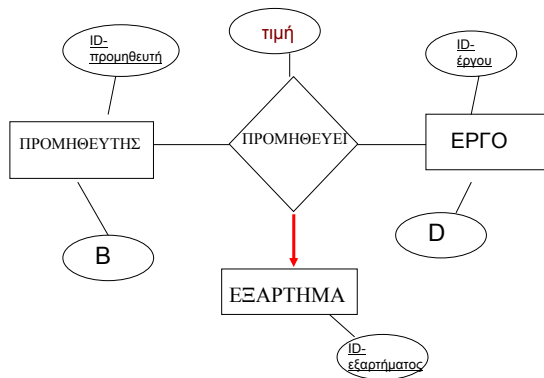 ID-
προμηθευτή
τιμή
ID-
έργου
ΠΡΟΜΗΘΕΥΤΗΣ
ΠΡΟΜΗΘΕΥΕΙ
ΕΡΓΟ
B
D
ΕΞΑΡΤΗΜΑ
ID-
εξαρτήματος